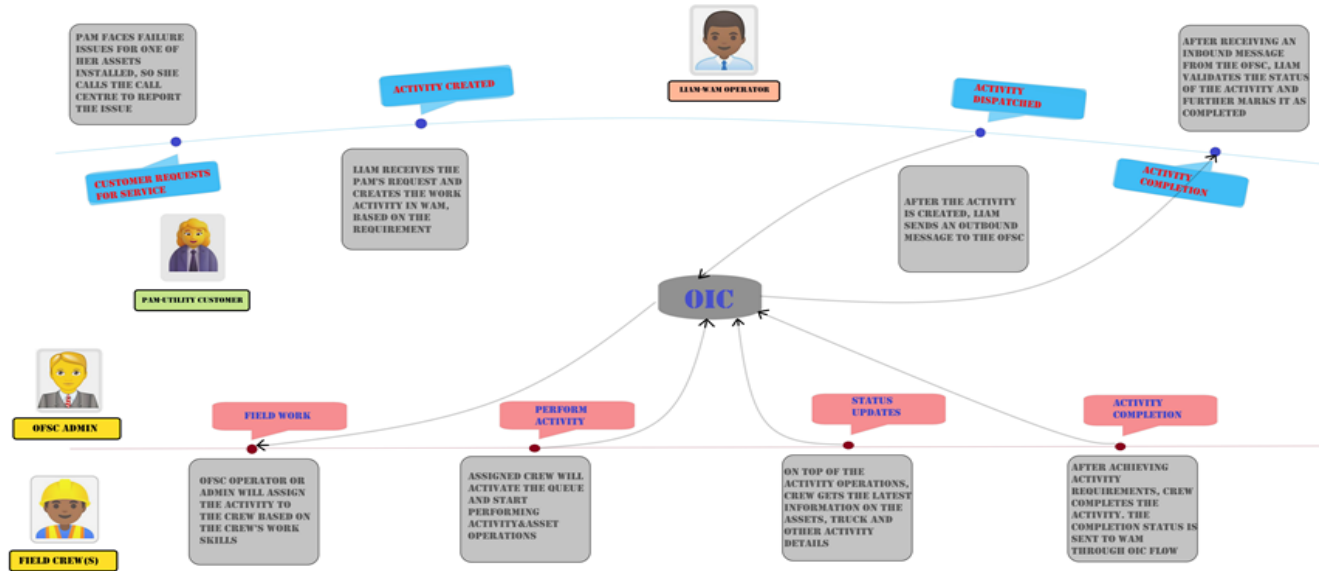 PAM FACES FAILURE
ISSUES FOR ONE OF
HER ASSETS
INSTALLED, SO SHE
CALLS THE CALL
CENTRE TO REPORT
THE ISSUE
CUSTOMER REQUESTS
FOR SERVICE
PAM-UTILITY CUSTOMER
ACTIVITY CREATED
LIAM RECEIVES THE
PAM'S REQUEST AND
CREATES THE WORK
ACTIVITY IN WAM,
BASED ON THE
REQUIREMENT
LIAM-WAM OPERATOR
ACTIVITY
DISPATCHED
AFTER THE ACTIVITY
IS CREATED, LIAM
SENDS AN OUTBOUND
MESSAGE TO THE OFSC
AFTER RECEIVING AN
INBOUND MESSAGE
FROM THE OFSC, LIAM
VALIDATES THE STATUS
OF THE ACTIVITY AND
FURTHER MARKS IT AS
COMPLETED
ACTIVITY
COMPLETION
OIC
OFSC ADMIN
FIELD CREW(S)
FIELD WORK
OFSC OPERATOR OR
ADMIN WILL ASSIGN
THE ACTIVITY TO
THE CREW BASED ON
THE CREW'S WORK
SKILLS
PERFORM
ACTIVITY
ASSIGNED CREW WILL
ACTIVATE THE QUEUE
AND START
PERFORMING
ACTIVITY&ASSET
OPERATIONS
STATUS
UPDATES
ON TOP OF THE
ACTIVITY OPERATIONS,
CREW GETS THE LATEST
INFORMATION ON THE
ASSETS, TRUCK AND
OTHER ACTIVITY
DETAILS
ACTIVITY
COMPLETION
AFTER ACHIEVING
ACTIVITY
REQUIREMENTS, CREW
COMPLETES THE
ACTIVITY. THE
COMPLETION STATUS IS
SENT TO WAM
THROUGH OIC FLOW